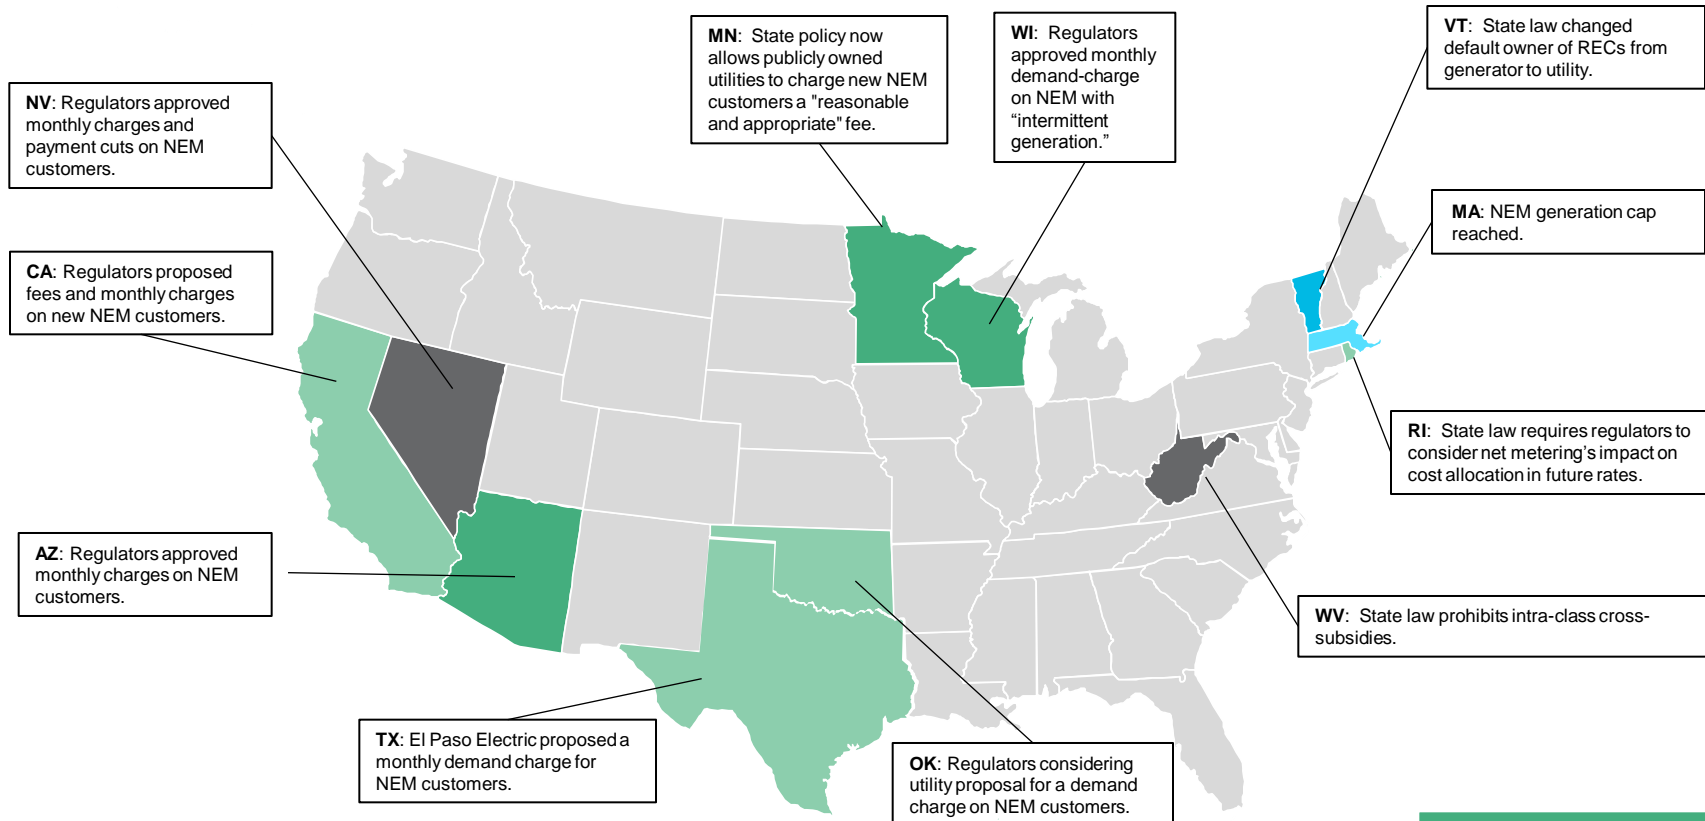 MN: State policy now
allows publicly owned
utilities to charge new NEM
customers a "reasonable
and appropriate" fee.
WI: Regulators
approved monthly
demand-charge
on NEM with
“intermittent
generation.”
VT: State law changed
default owner of RECs from
generator to utility.
NV: Regulators approved
monthly charges and
payment cuts on NEM
customers.
MA: NEM generation cap
reached.
CA: Regulators proposed
fees and monthly charges
on new NEM customers.
RI: State law requires regulators to
consider net metering’s impact on
cost allocation in future rates.
AZ: Regulators approved
monthly charges on NEM
customers.
WV: State law prohibits intra-class cross-
subsidies.
TX: El Paso Electric proposed a
monthly demand charge for
NEM customers.
OK: Regulators considering
utility proposal for a demand
charge on NEM customers.